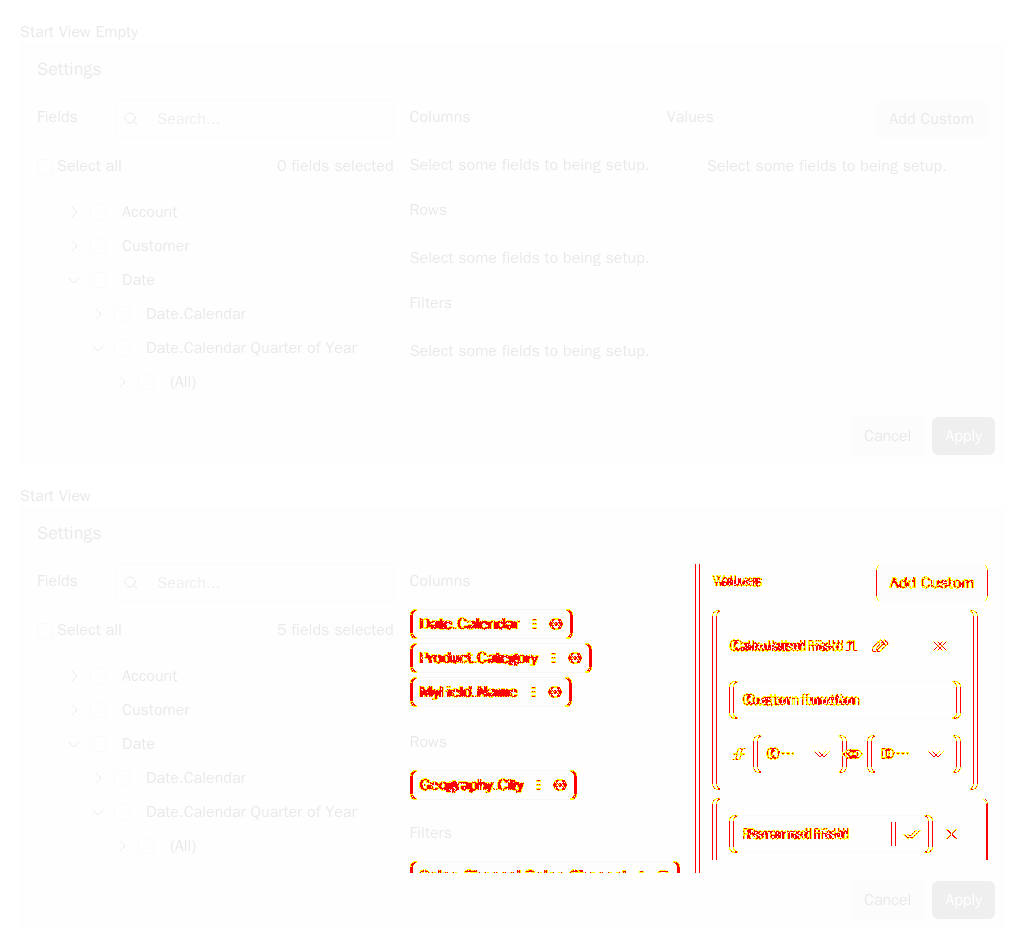 Start View Empty
Settings
Fields Search... Columns Values Add Custom
Select all 0 fields selected Select some fields to being setup. Select some fields to being setup.
Account Rows
Customer Select some fields to being setup.
Date
Date.Calendar Filters
Date.Calendar Quarter of Year Select some fields to being setup.
(All)
Cancel Apply
Start View
Settings
Fields Search... Columns Values Add Custom
Select all 5 fields selected Date.Calendar
Account Product.Category Calculated Field 1
Customer MyField.Name Custom function
Date Rows
Date.Calendar Geography.City
Date.Calendar Quarter of Year Filters
(All)
Cancel Apply